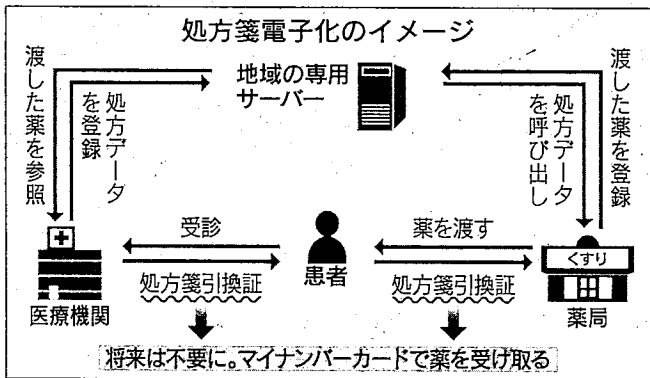 処方箋電子化のイメージ
地域の専用
サーバー
渡した薬を参照
処方データ
を登録
処方データ
を呼び出し
渡した薬を登録
受診
処方箋引換証
医療機関
患者
薬を渡す
処方箋引換証
くすり
薬局
将来は不要に。マイナンバーカードで薬を受け取る